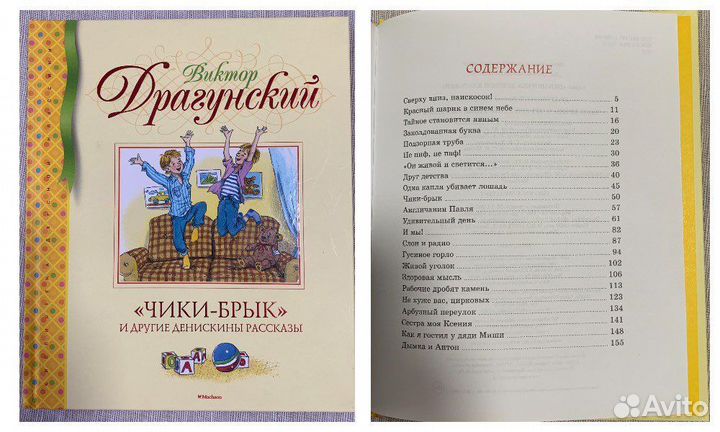 Виктор
Драгунский
«ЧИКИ-БРЫК»
И ДРУГИЕ ДЕНИСКИНЫ РАССКАЗЫ
Machaon
СОДЕРЖАНИЕ
Сверху вниз, наискосок! 5
Красный шарик в синем небе 11
Тайное становится явным 16
Заколдованная буква 20
Подзорная труба 23
Не пиф, не паф! 30
«Он живой и светится...» 36
Друг детства 40
Одна капля убивает лошадь 45
Чики-брык 50
Англичанин Павля 57
Удивительный день 61
И мы! 82
Слон и радио 87
Гусиное горло 94
Живой уголок 102
Здоровая мысль 106
Рабочие дробят камень 113
Не хуже вас, цирковых 123
Арбузный переулок 134
Сестра моя Ксения 141
Как я гостил у дяди Миши 148
Дымка и Антон 155
Avito